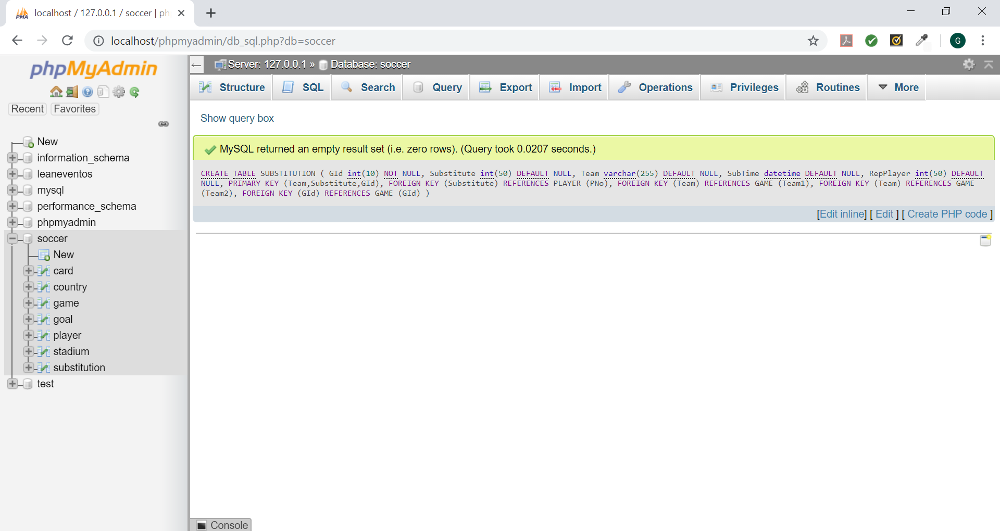 localhost / 127.0.0.1 / soccer | ph
localhost/phpmyadmin/db_sql.php?db=soccer
G
phpMyAdmin
Recent Favorites
New
information_schema
leaneventos
mysql
performance_schema
phpmyadmin
soccer
New
card
country
game
goal
player
stadium
substitution
test
Server: 127.0.0.1 » Database: soccer
Structure SQL Search Query Export Import Operations Privileges Routines More
Show query box
MySQL returned an empty result set (i.e. zero rows). (Query took 0.0207 seconds.)
CREATE TABLE SUBSTITUTION ( GId int(10) NOT NULL, Substitute int(50) DEFAULT NULL, Team varchar(255) DEFAULT NULL, SubTime datetime DEFAULT NULL, RepPlayer int(50) DEFAULT
NULL, PRIMARY KEY (Team,Substitute,GId), FOREIGN KEY (Substitute) REFERENCES PLAYER (PNo), FOREIGN KEY (Team) REFERENCES GAME (Team1), FOREIGN KEY (Team) REFERENCES GAME
(Team2), FOREIGN KEY (GId) REFERENCES GAME (GId) )
[Edit inline] [ Edit ] [ Create PHP code ]
Console